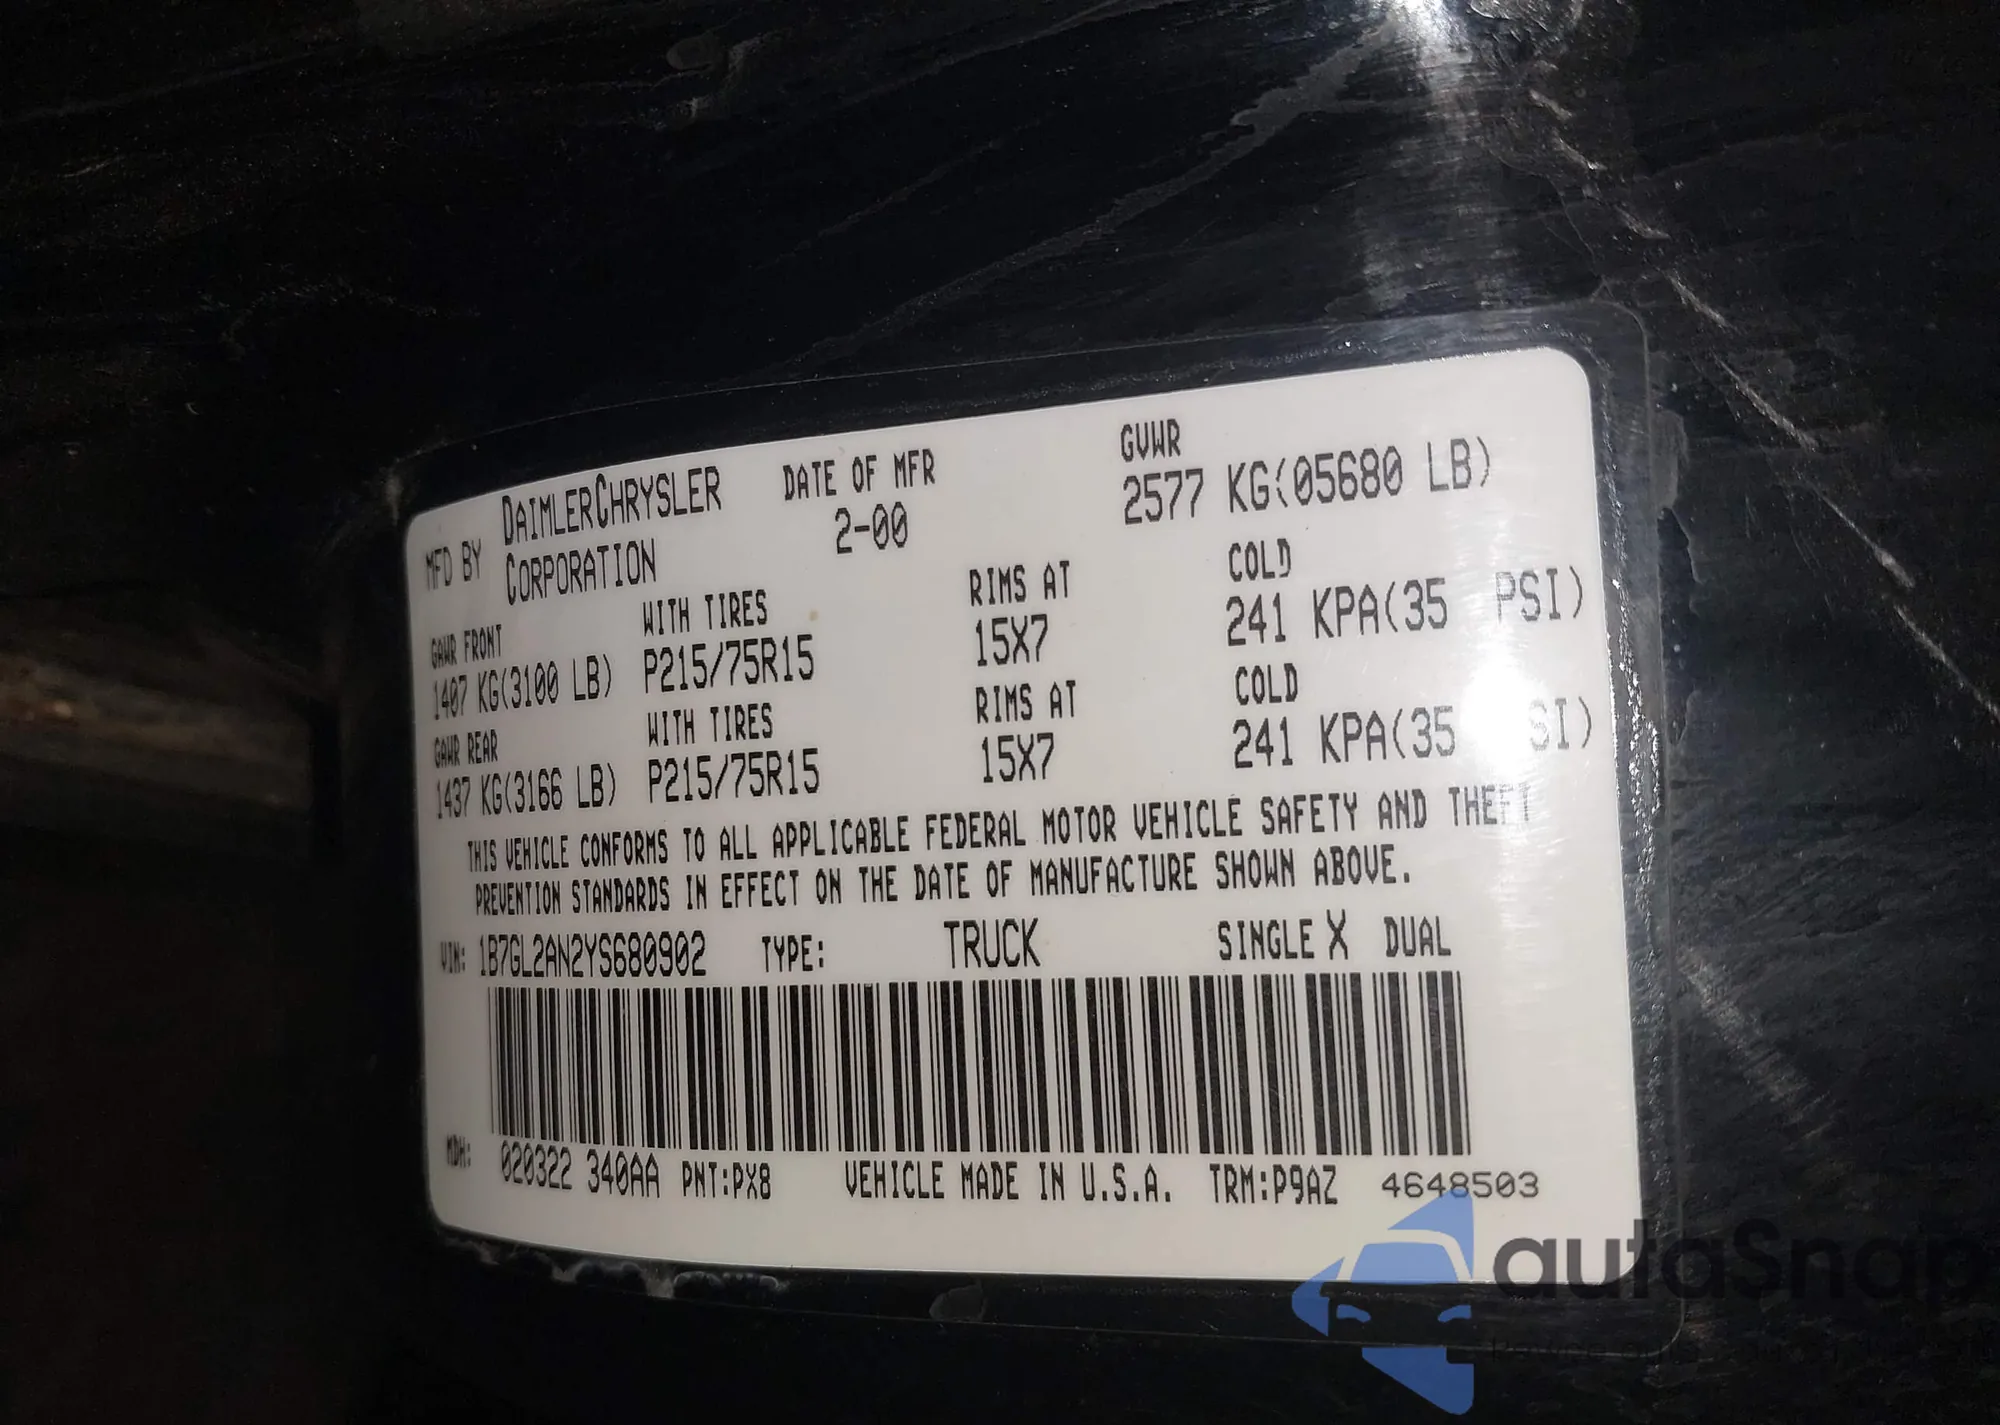 MFD BY DAIMLERCHRYSLER CORPORATION
DATE OF MFR
2-00
GVWR
2577 KG(05680 LB)
GAWR FRONT WITH TIRES RIMS AT COLD
1407 KG(3100 LB) P215/75R15 15X7 241 KPA(35 PSI)
GAWR REAR WITH TIRES RIMS AT COLD
1437 KG(3166 LB) P215/75R15 15X7 241 KPA(35 SI)
THIS VEHICLE CONFORMS TO ALL APPLICABLE FEDERAL MOTOR VEHICLE SAFETY AND THEFT
PREVENTION STANDARDS IN EFFECT ON THE DATE OF MANUFACTURE SHOWN ABOVE.
VIN: 1B7GL2AN2YS680902 TYPE: TRUCK SINGLE X DUAL
MDH: 020322 340AA PNT:PX8 VEHICLE MADE IN U.S.A. TRM:P9AZ 4648503
autaSnap